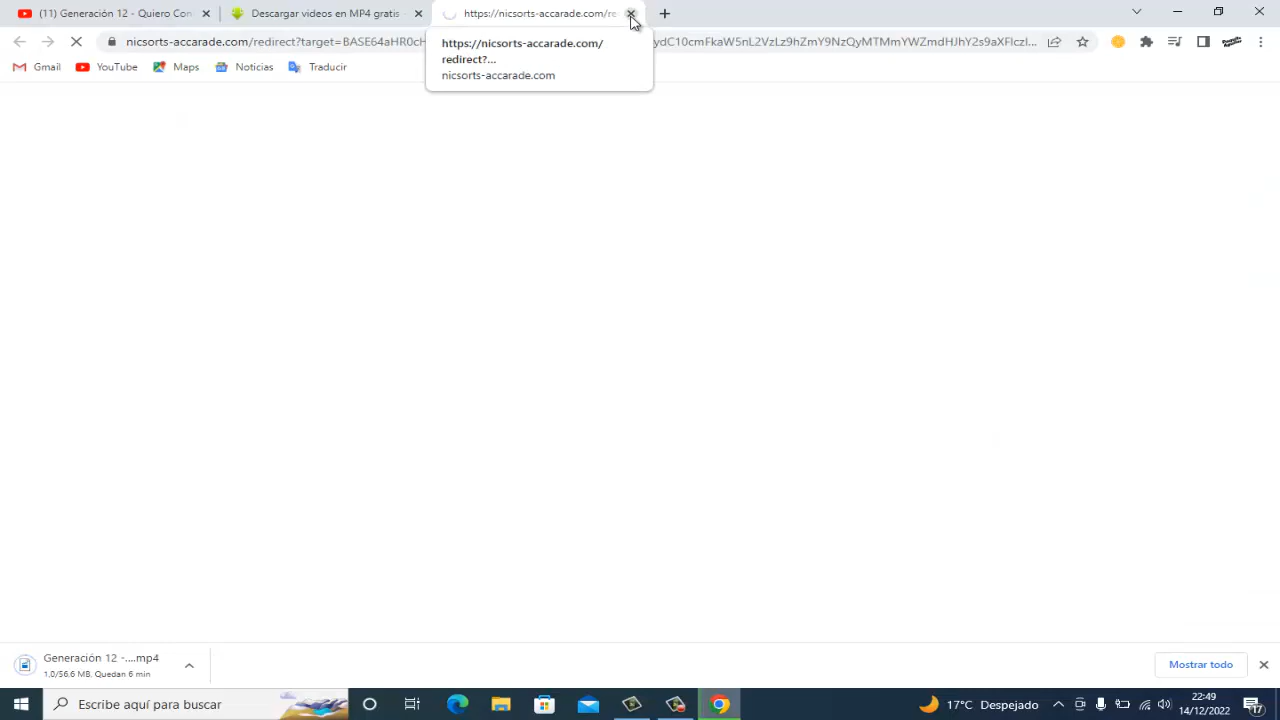 (11) Generación 12 - Quiero Con
Descargar videos en MP4 gratis
https://nicsorts-accarade.com/re
nicsorts-accarade.com/redirect?target=BASE64aHR0cH
Gmail
YouTube
Maps
Noticias
Traducir
https://nicsorts-accarade.com/
redirect?...
nicsorts-accarade.com
Generación 12 -....mp4
1.0/56.6 MB. Quedan 6 min
Mostrar todo
Escribe aquí para buscar
17°C Despejado
22:49
14/12/2022
17